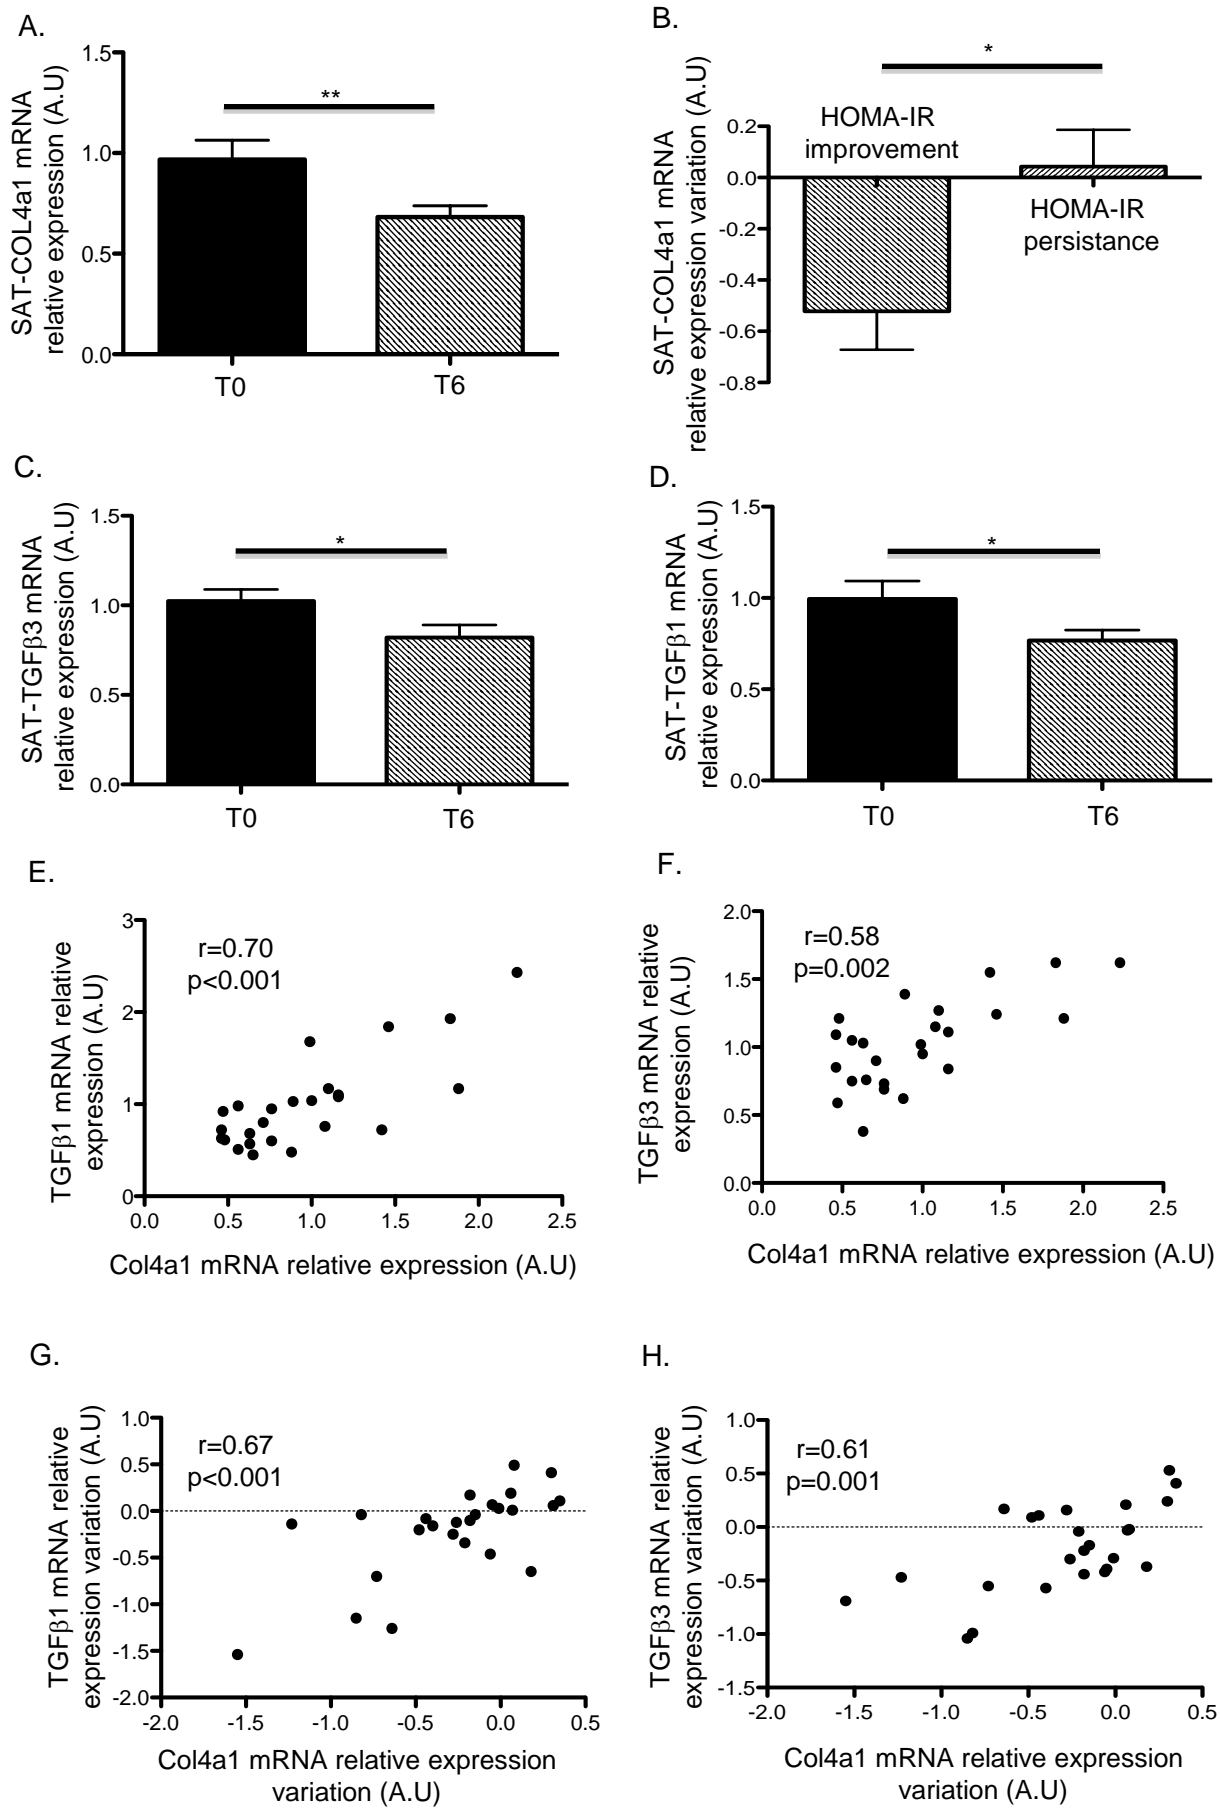 A.
SAT-COL4a1 mRNA
relative expression (A.U)
1.5
1.0
0.5
0.0
**
T0
T6
B.
SAT-COL4a1 mRNA
relative expression variation (A.U)
0.2
0.0
-0.2
-0.4
-0.6
-0.8
*
HOMA-IR
improvement
HOMA-IR
persistance
C.
SAT-TGFβ3 mRNA
relative expression (A.U)
1.5
1.0
0.5
0.0
*
T0
T6
D.
SAT-TGFβ1 mRNA
relative expression (A.U)
1.5
1.0
0.5
0.0
*
T0
T6
E.
TGFβ1 mRNA relative
expression (A.U)
3
2
1
0
r=0.70
p<0.001
0.0 0.5 1.0 1.5 2.0 2.5
Col4a1 mRNA relative expression (A.U)
F.
TGFβ3 mRNA relative
expression (A.U)
2.0
1.5
1.0
0.5
0.0
r=0.58
p=0.002
0.0 0.5 1.0 1.5 2.0 2.5
Col4a1 mRNA relative expression (A.U)
G.
TGFβ1 mRNA relative
expression variation (A.U)
1.0
0.5
0.0
-0.5
-1.0
-1.5
-2.0
r=0.67
p<0.001
-2.0 -1.5 -1.0 -0.5 0.0 0.5
Col4a1 mRNA relative expression
variation (A.U)
H.
TGFβ3 mRNA relative
expression variation (A.U)
1.0
0.5
0.0
-0.5
-1.0
-1.5
r=0.61
p=0.001
-2.0 -1.5 -1.0 -0.5 0.0 0.5
Col4a1 mRNA relative expression
variation (A.U)